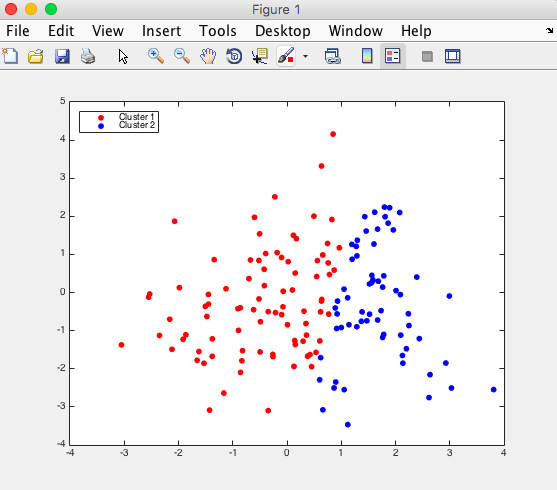 Figure 1
File Edit View Insert Tools Desktop Window Help
5
Cluster 1
Cluster 2
4
3
2
1
0
-1
-2
-3
-4
-4 -3 -2 -1 0 1 2 3 4